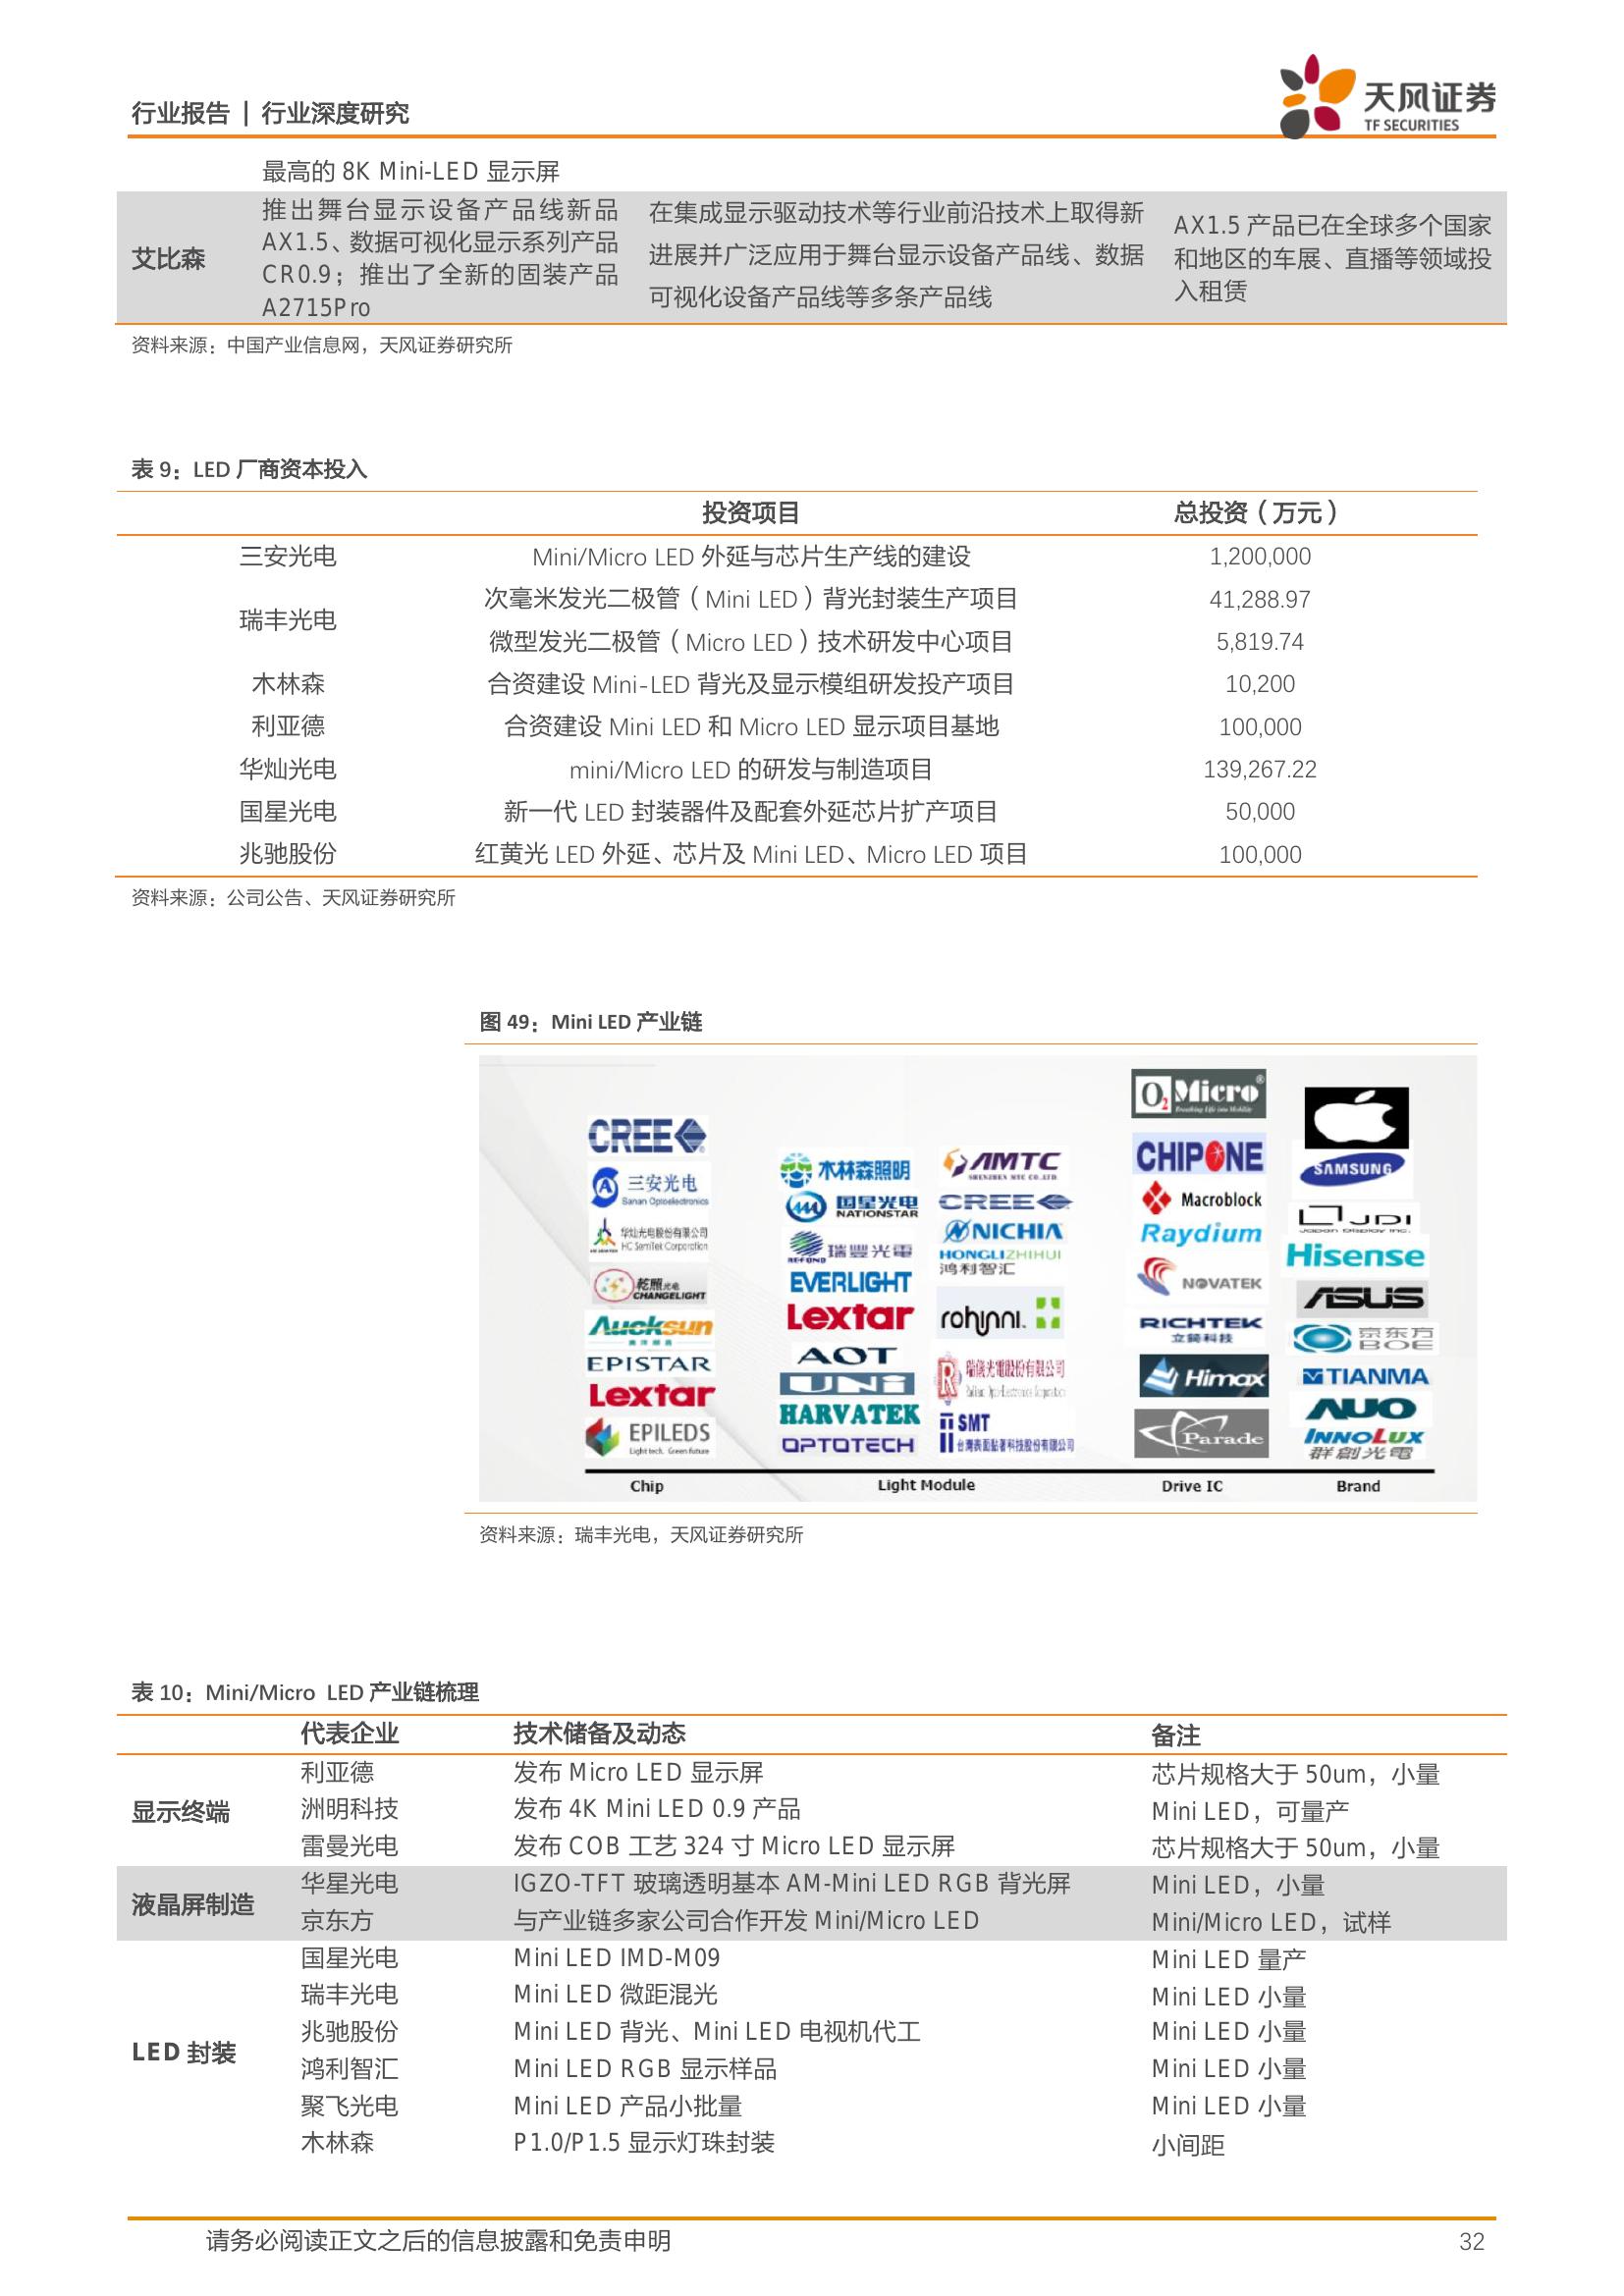 行业报告 | 行业深度研究
天风证券
TF SECURITIES
最高的 8K Mini-LED 显示屏
艾比森
推出舞台显示设备产品线新品
AX1.5、数据可视化显示系列产品
CR0.9；推出了全新的固装产品
A2715Pro
在集成显示驱动技术等行业前沿技术上取得新
进展并广泛应用于舞台显示设备产品线、数据
可视化设备产品线等多条产品线
AX1.5 产品已在全球多个国家
和地区的车展、直播等领域投
入租赁
资料来源：中国产业信息网，天风证券研究所
表 9：LED 厂商资本投入
投资项目 总投资（万元）
三安光电 Mini/Micro LED 外延与芯片生产线的建设 1,200,000
瑞丰光电 次毫米发光二极管（Mini LED）背光封装生产项目 41,288.97
微型发光二极管（Micro LED）技术研发中心项目 5,819.74
木林森 合资建设 Mini-LED 背光及显示模组研发投产项目 10,200
利亚德 合资建设 Mini LED 和 Micro LED 显示项目基地 100,000
华灿光电 mini/Micro LED 的研发与制造项目 139,267.22
国星光电 新一代 LED 封装器件及配套外延芯片扩产项目 50,000
兆驰股份 红黄光 LED 外延、芯片及 Mini LED、Micro LED 项目 100,000
资料来源：公司公告、天风证券研究所
图 49：Mini LED 产业链
CREE
三安光电
Sanan Optoelectronics
华灿光电股份有限公司
HC SemiTek Corporation
乾照光电
CHANGELIGHT
Aucksun
EPISTAR
Lextar
EPILEDS
Light tech. Green future
Chip
木林森照明
国星光电
NATIONSTAR
瑞豐光電
REFOND
EVERLIGHT
Lextar
AOT
UNi
HARVATEK
OPTOTECH
AMTC
SHENZHEN MTC CO.,LTD
CREE
NICHIA
HONGLIZHIHUI
鸿利智汇
rohinni.
SMT
台灣表面黏著科技股份有限公司
Light Module
O2Micro®
Breathing Life into Mobility
CHIPONE
Macroblock
Raydium
NOVATEK
RICHTEK
立錡科技
Himax
Parade
Drive IC
SAMSUNG
JDI
Japan Display Inc.
Hisense
ASUS
京东方
BOE
TIANMA
AUO
INNOLUX
群創光電
Brand
资料来源：瑞丰光电，天风证券研究所
表 10：Mini/Micro LED 产业链梳理
代表企业 技术储备及动态 备注
显示终端
利亚德 发布 Micro LED 显示屏 芯片规格大于 50um，小量
洲明科技 发布 4K Mini LED 0.9 产品 Mini LED，可量产
雷曼光电 发布 COB 工艺 324 寸 Micro LED 显示屏 芯片规格大于 50um，小量
液晶屏制造
华星光电 IGZO-TFT 玻璃透明基本 AM-Mini LED RGB 背光屏 Mini LED，小量
京东方 与产业链多家公司合作开发 Mini/Micro LED Mini/Micro LED，试样
LED 封装
国星光电 Mini LED IMD-M09 Mini LED 量产
瑞丰光电 Mini LED 微距混光 Mini LED 小量
兆驰股份 Mini LED 背光、Mini LED 电视机代工 Mini LED 小量
鸿利智汇 Mini LED RGB 显示样品 Mini LED 小量
聚飞光电 Mini LED 产品小批量 Mini LED 小量
木林森 P1.0/P1.5 显示灯珠封装 小间距
请务必阅读正文之后的信息披露和免责申明 32